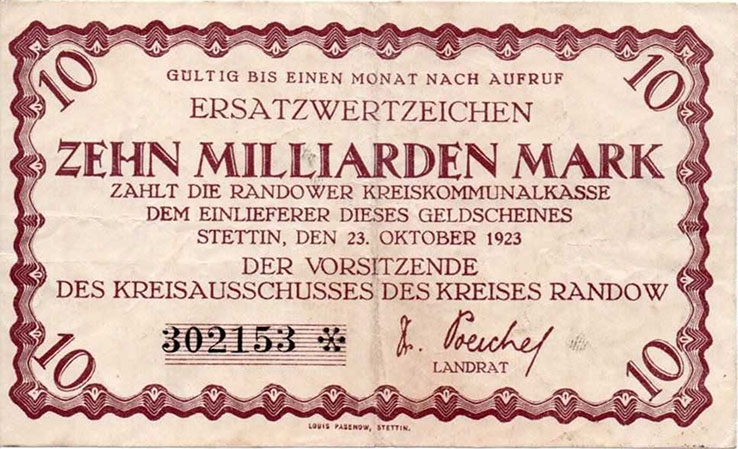 10 10
GÜLTIG BIS EINEN MONAT NACH AUFRUF
ERSATZWERTZEICHEN
ZEHN MILLIARDEN MARK
ZAHLT DIE RANDOWER KREISKOMMUNALKASSE
DEM EINLIEFERER DIESES GELDSCHEINES
STETTIN, DEN 23. OKTOBER 1923
DER VORSITZENDE
DES KREISAUSSCHUSSES DES KREISES RANDOW
302153 ✻
LANDRAT
10 10
LOUIS PASENOW, STETTIN.